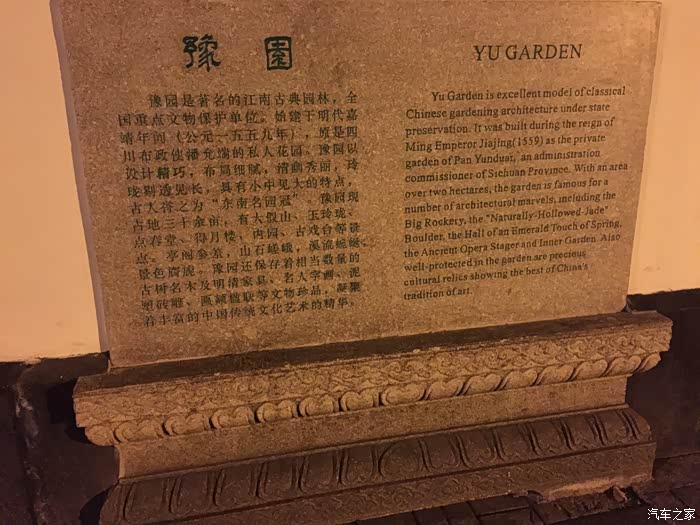 豫園
豫园是著名的江南古典园林，全
国重点文物保护单位。始建于明代嘉
靖年间（公元一五五九年），原是四
川布政使潘允端的私人花园。豫园以
设计精巧，布局细腻，清幽秀丽，玲
珑剔透见长，具有小中见大的特点，
古人誉之为“东南名园冠”。豫园现
占地三十余亩，有大假山、玉玲珑、
点春堂、得月楼、内园、古戏台等景
点。亭阁参差，山石嵯峨，溪流蜿蜒，
景色旖旎。豫园还保存着相当数量的
古树名木及明清家具、名人字画、泥
塑砖雕、匾额楹联等文物珍品，凝聚
着丰富的中国传统文化艺术的精华。
YU GARDEN
Yu Garden is excellent model of classical
Chinese gardening architecture under state
preservation. It was built during the reign of
Ming Emperor Jiajing(1559) as the private
garden of Pan Yunduan, an administration
commissioner of Sichuan Province. With an area
over two hectares, the garden is famous for a
number of architectural marvels, including the
Big Rockery, the "Naturally-Hollowed-Jade"
Boulder, the Hall of an Emerald Touch of Spring,
the Ancient Opera Stager and Inner Garden. Also
well-protected in the garden are precious
cultural relics showing the best of China's
tradition of art.
汽车之家